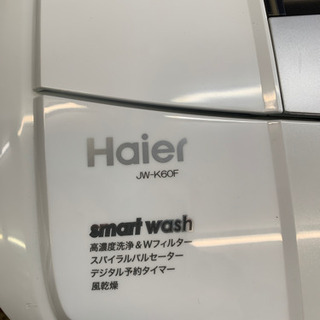 Haier
JW-K60F
smart wash
高濃度洗浄＆Wフィルター
スパイラルパルセーター
デジタル予約タイマー
風乾燥